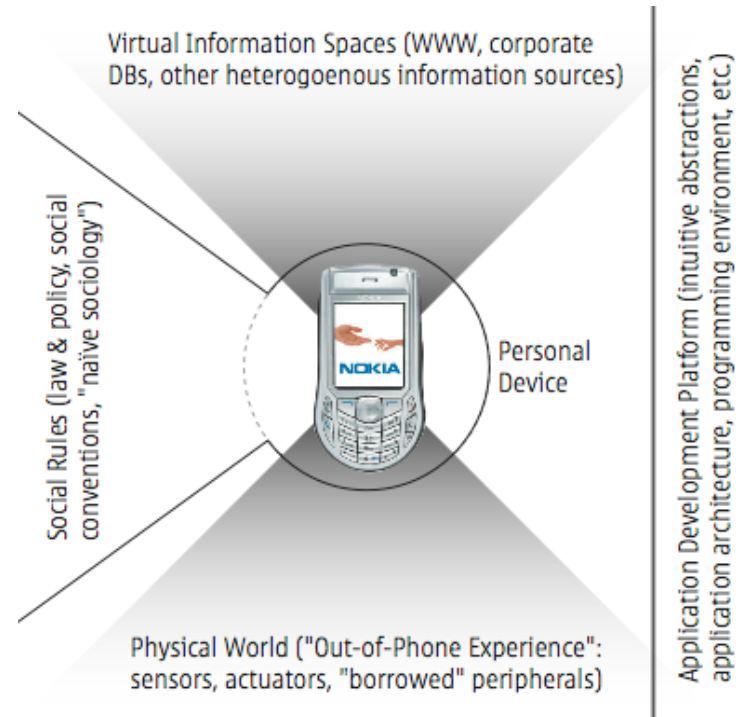 Virtual Information Spaces (WWW, corporate
DBs, other heterogoenous information sources)
Social Rules (law & policy, social
conventions, "naïve sociology")
NOKIA
Personal
Device
Physical World ("Out-of-Phone Experience":
sensors, actuators, "borrowed" peripherals)
Application Development Platform (intuitive abstractions,
application architecture, programming environment, etc.)